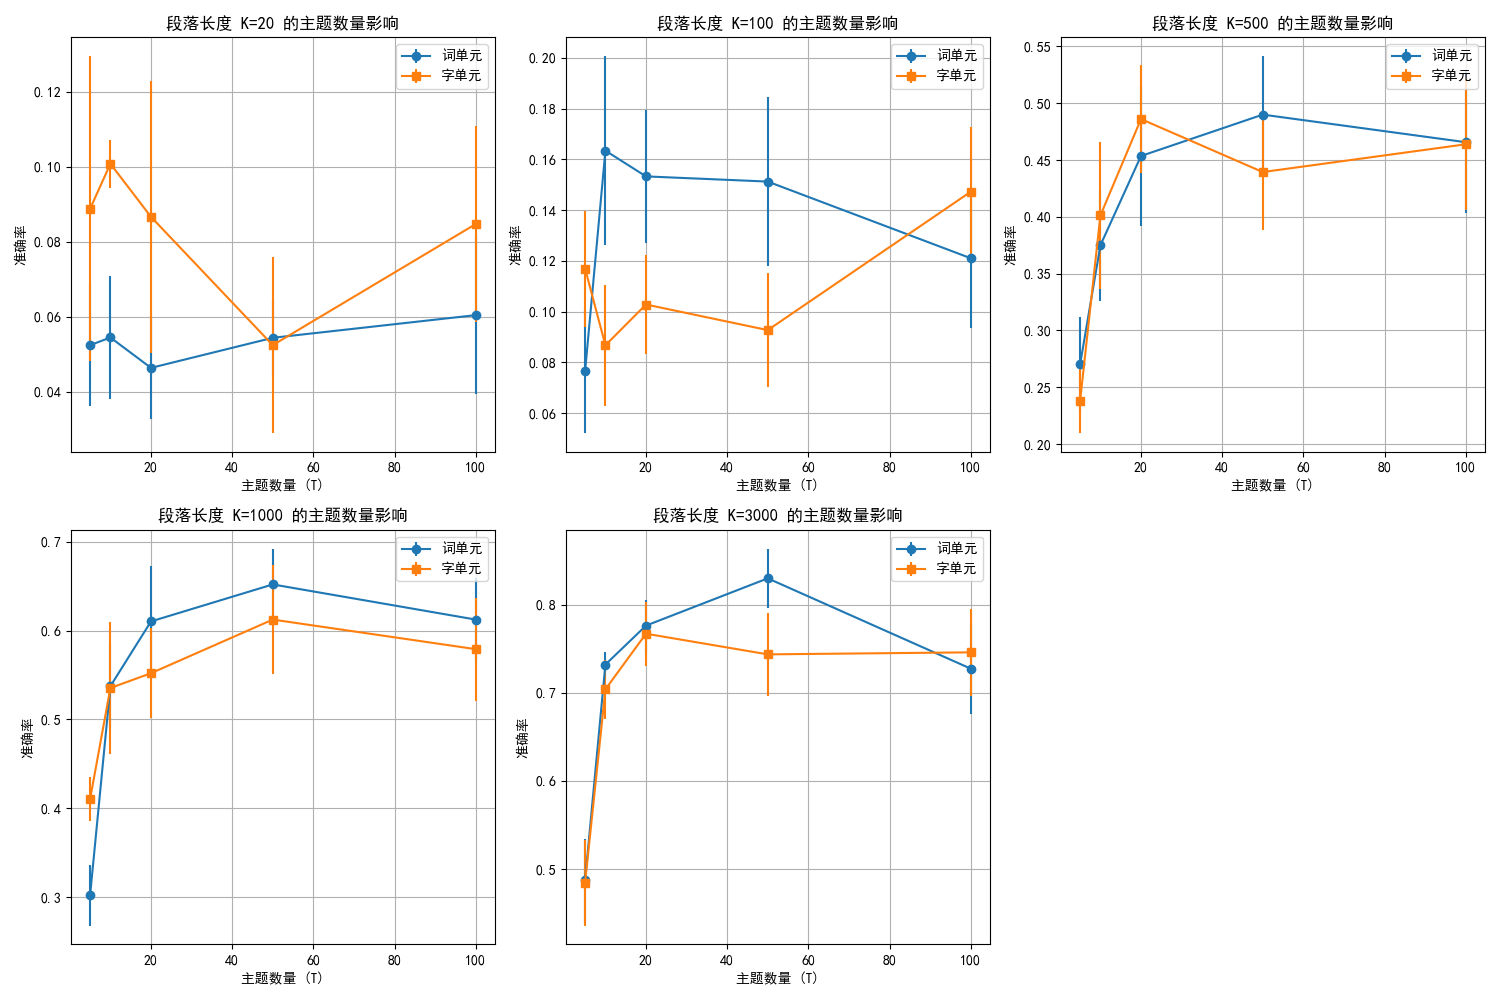 段落长度 K=20 的主题数量影响
词单元
字单元
0.12
0.10
0.08
0.06
0.04
准确率
20 40 60 80 100
主题数量 (T)
段落长度 K=100 的主题数量影响
词单元
字单元
0.20
0.18
0.16
0.14
0.12
0.10
0.08
0.06
准确率
20 40 60 80 100
主题数量 (T)
段落长度 K=500 的主题数量影响
词单元
字单元
0.55
0.50
0.45
0.40
0.35
0.30
0.25
0.20
准确率
20 40 60 80 100
主题数量 (T)
段落长度 K=1000 的主题数量影响
词单元
字单元
0.7
0.6
0.5
0.4
0.3
准确率
20 40 60 80 100
主题数量 (T)
段落长度 K=3000 的主题数量影响
词单元
字单元
0.8
0.7
0.6
0.5
准确率
20 40 60 80 100
主题数量 (T)